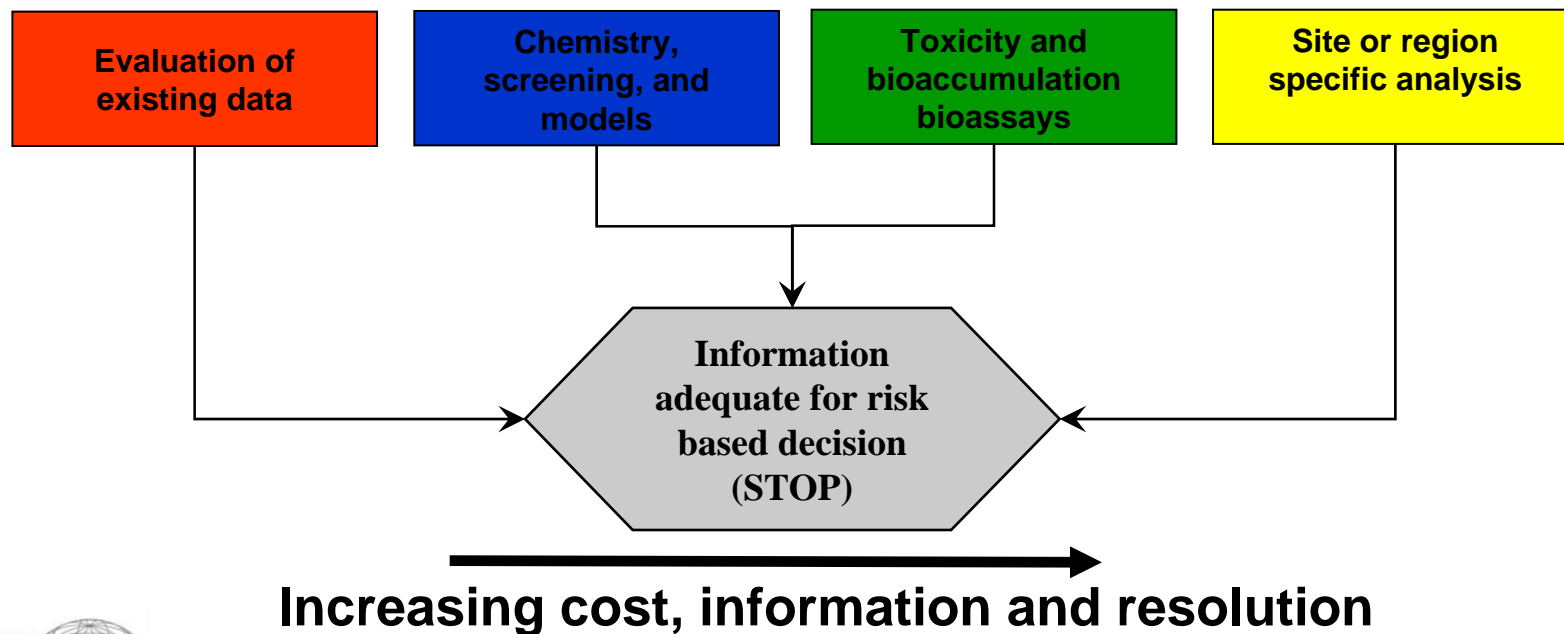 Evaluation of
existing data
Chemistry,
screening, and
models
Toxicity and
bioaccumulation
bioassays
Site or region
specific analysis
Information
adequate for risk
based decision
(STOP)
Increasing cost, information and resolution